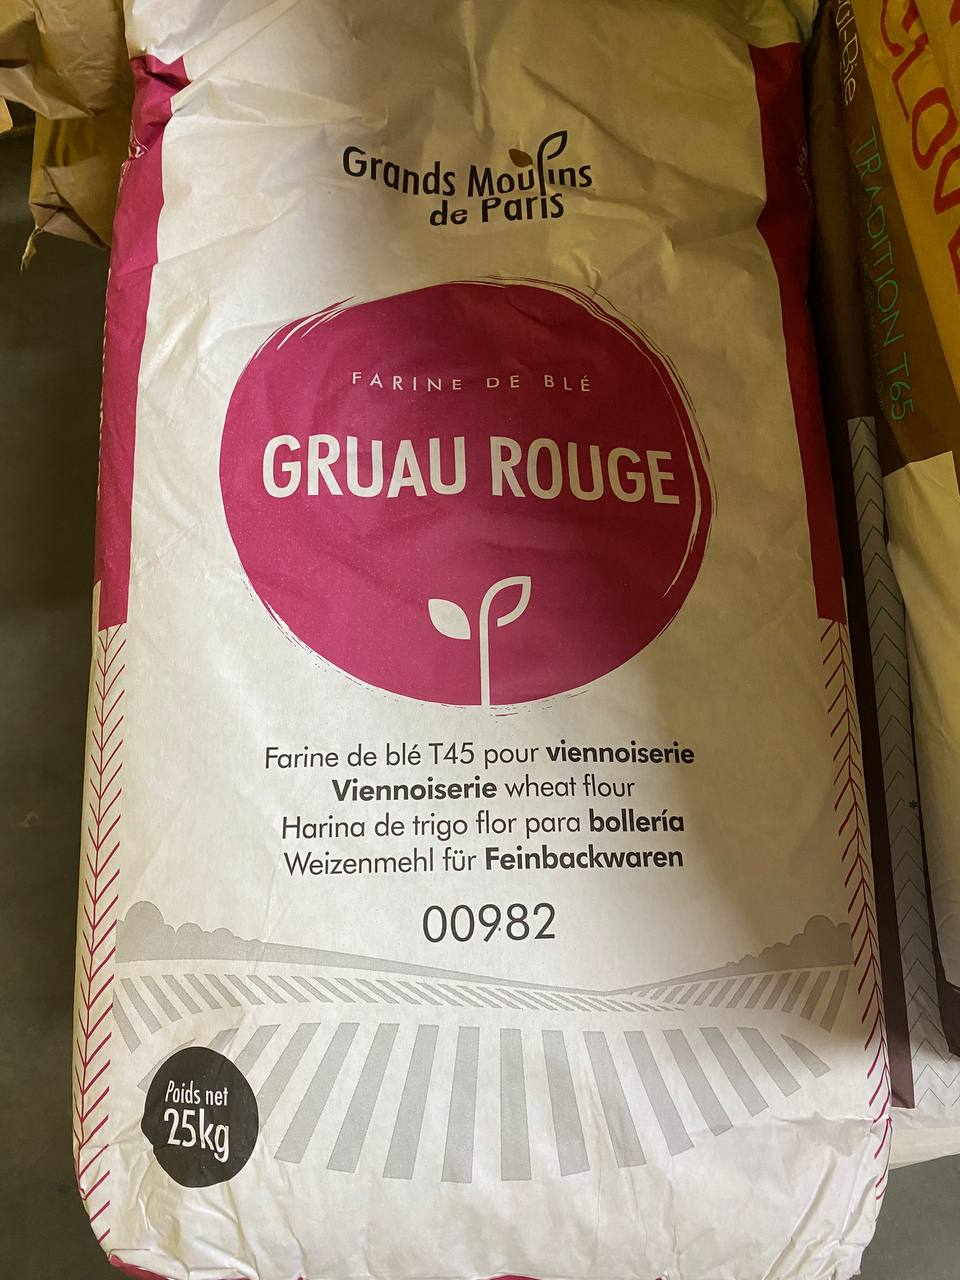 Grands Moulins
de Paris
FARINE DE BLÉ
GRUAU ROUGE
Farine de blé T45 pour viennoiserie
Viennoiserie wheat flour
Harina de trigo flor para bollería
Weizenmehl für Feinbackwaren
00982
Poids net
25kg
TRADITION T65